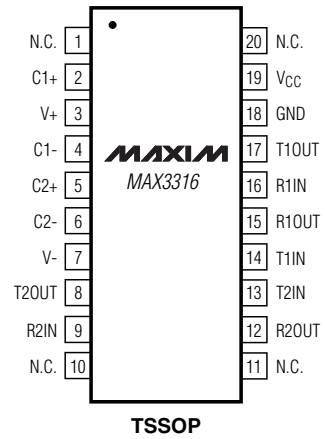 N.C. 1 20 N.C.
C1+ 2 19 VCC
V+ 3 18 GND
C1- 4 MAXIM 17 T1OUT
C2+ 5 MAX3316 16 R1IN
C2- 6 15 R1OUT
V- 7 14 T1IN
T2OUT 8 13 T2IN
R2IN 9 12 R2OUT
N.C. 10 11 N.C.
TSSOP